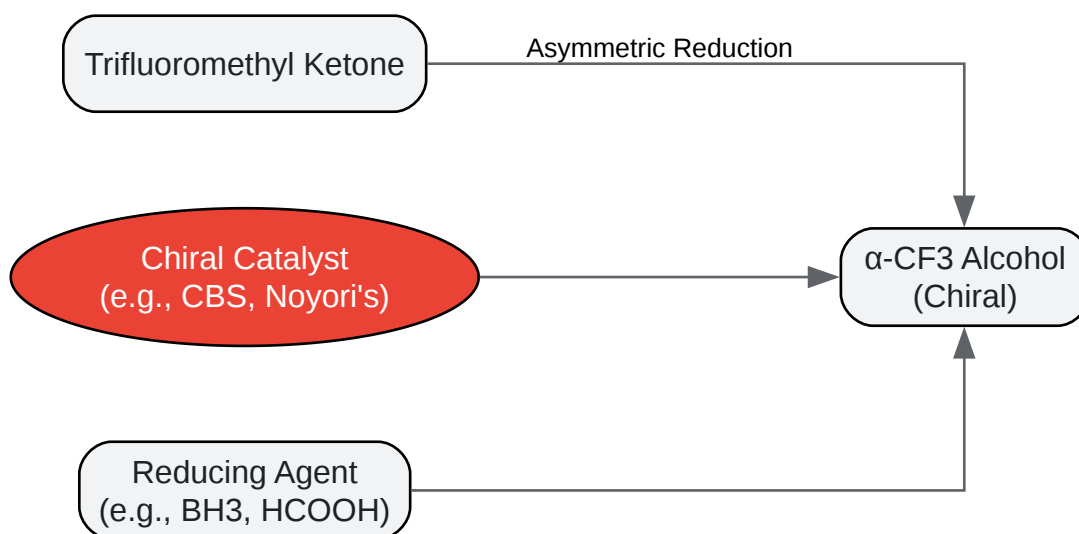 Trifluoromethyl Ketone
Asymmetric Reduction
Chiral Catalyst
(e.g., CBS, Noyori's)
α-CF3 Alcohol
(Chiral)
Reducing Agent
(e.g., BH3, HCOOH)